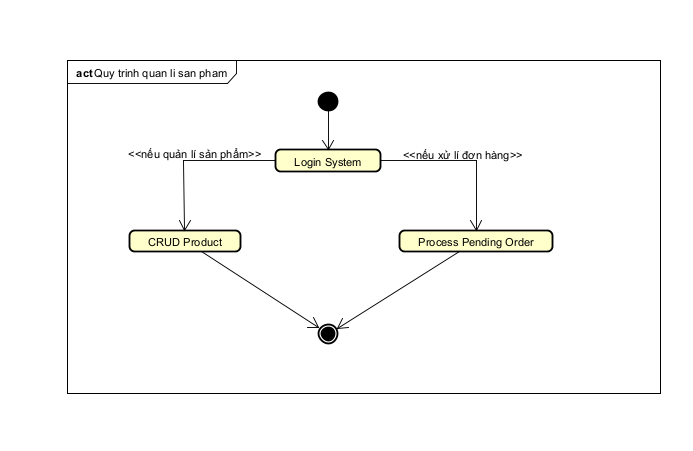 act Quy trinh quan li san pham
<<nếu quản lí sản phẩm>>
<<nếu xử lí đơn hàng>>
Login System
CRUD Product
Process Pending Order